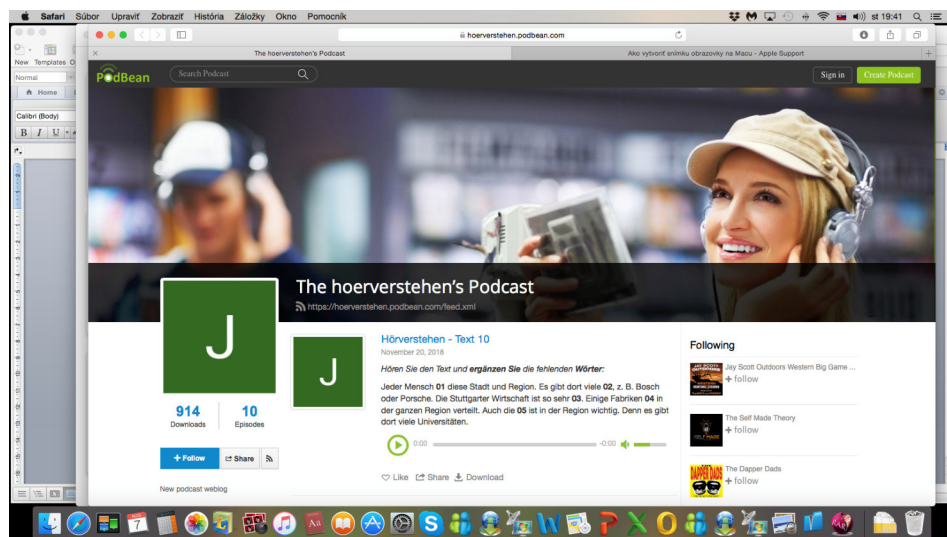 Safari Súbor Upraviť Zobraziť História Záložky Okno Pomocník
st 19:41
hoerverstehen.podbean.com
The hoerverstehen's Podcast
Ako vytvoriť snímku obrazovky na Macu - Apple Support
New Templates
Normal
Home
Calibri (Body)
B I U
PodBean
Search Podcast
Sign in
Create Podcast
The hoerverstehen's Podcast
https://hoerverstehen.podbean.com/feed.xml
J
J
914
Downloads
10
Episodes
+ Follow
Share
New podcast weblog
Hörverstehen - Text 10
November 20, 2016
Hören Sie den Text und ergänzen Sie die fehlenden Wörter:
Jeder Mensch 01 diese Stadt und Region. Es gibt dort viele 02, z. B. Bosch
oder Porsche. Die Stuttgarter Wirtschaft ist so sehr 03. Einige Fabriken 04 in
der ganzen Region verteilt. Auch die 05 ist in der Region wichtig. Denn es gibt
dort viele Universitäten.
0:00
-0:00
Like Share Download
Following
Jay Scott Outdoors Western Big Game ...
+ follow
The Self Made Theory
+ follow
The Dapper Dads
+ follow